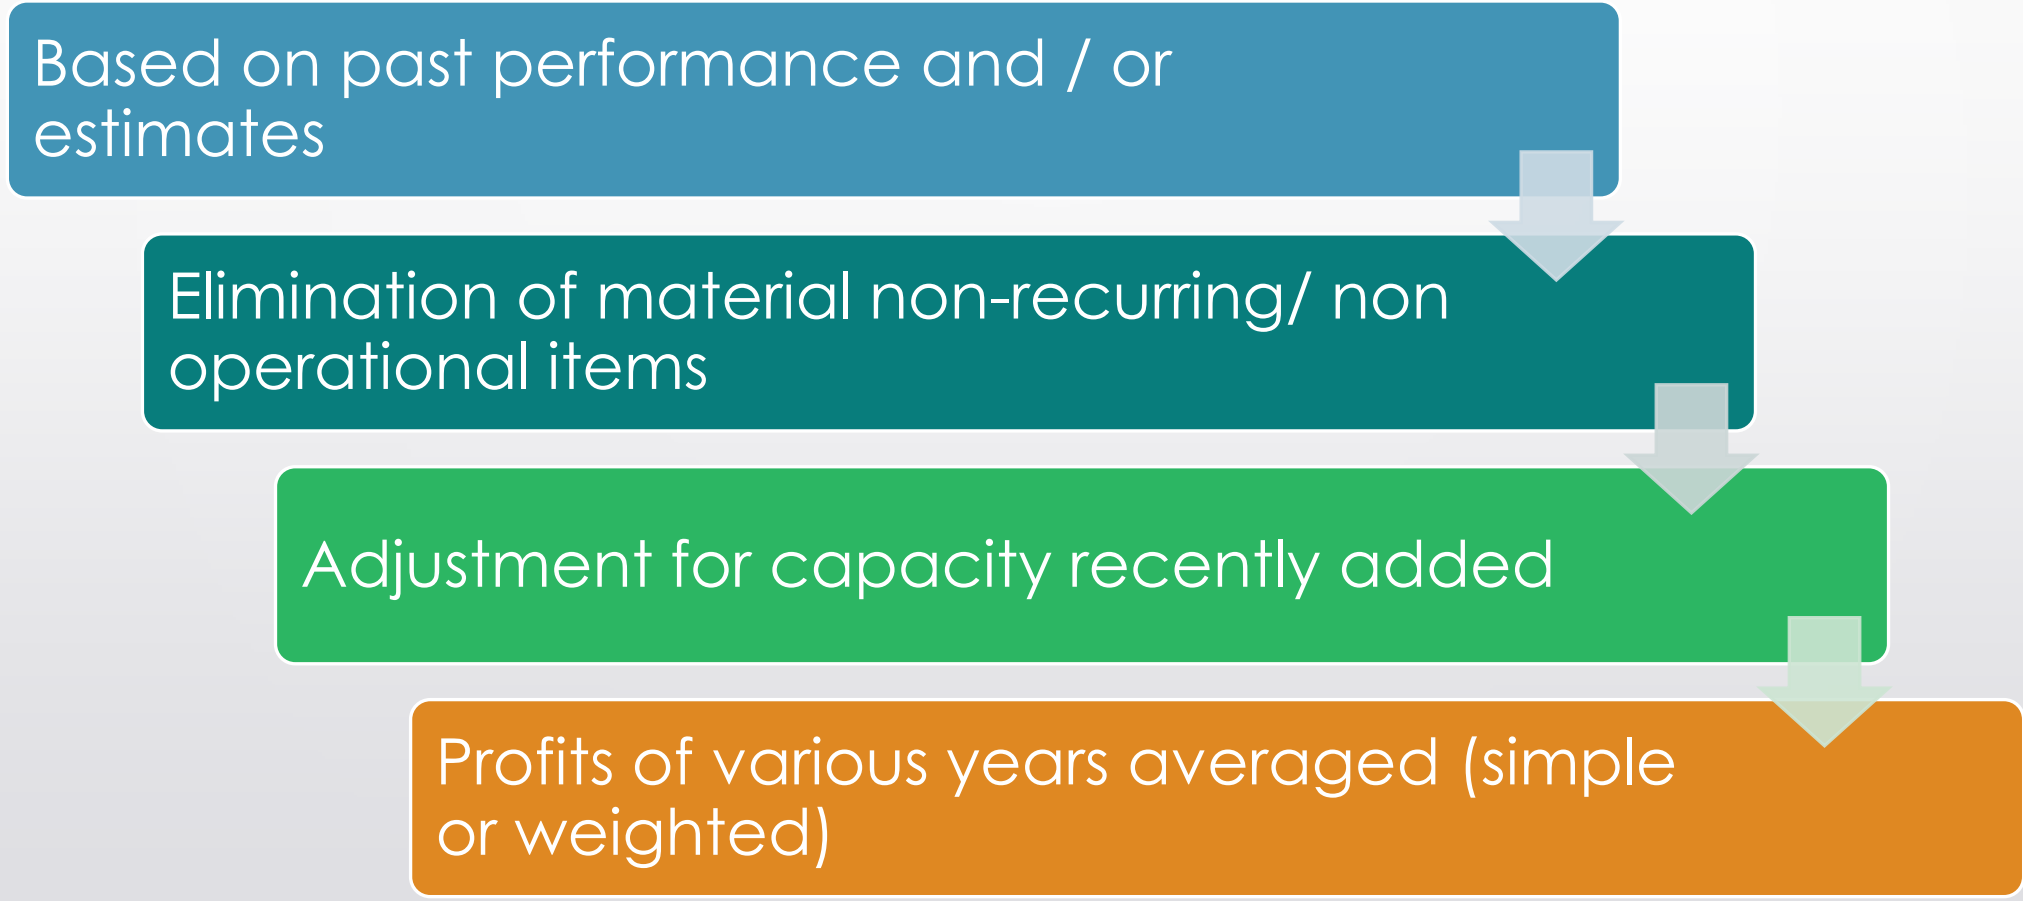 Based on past performance and / or
estimates
Elimination of material non-recurring/ non
operational items
Adjustment for capacity recently added
Profits of various years averaged (simple
or weighted)